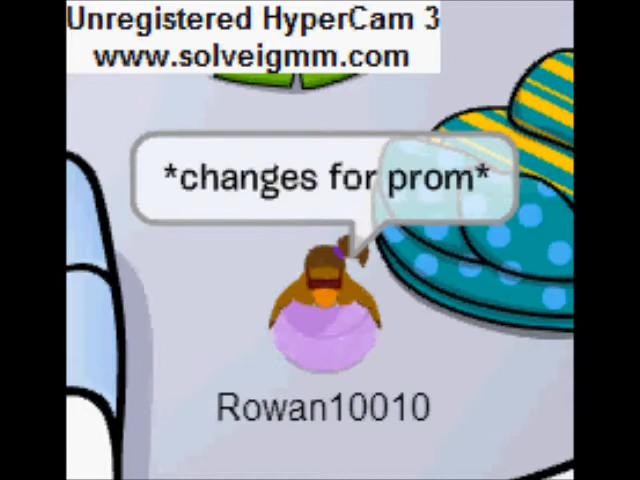 Unregistered HyperCam 3
www.solveigmm.com
*changes for prom*
Rowan10010